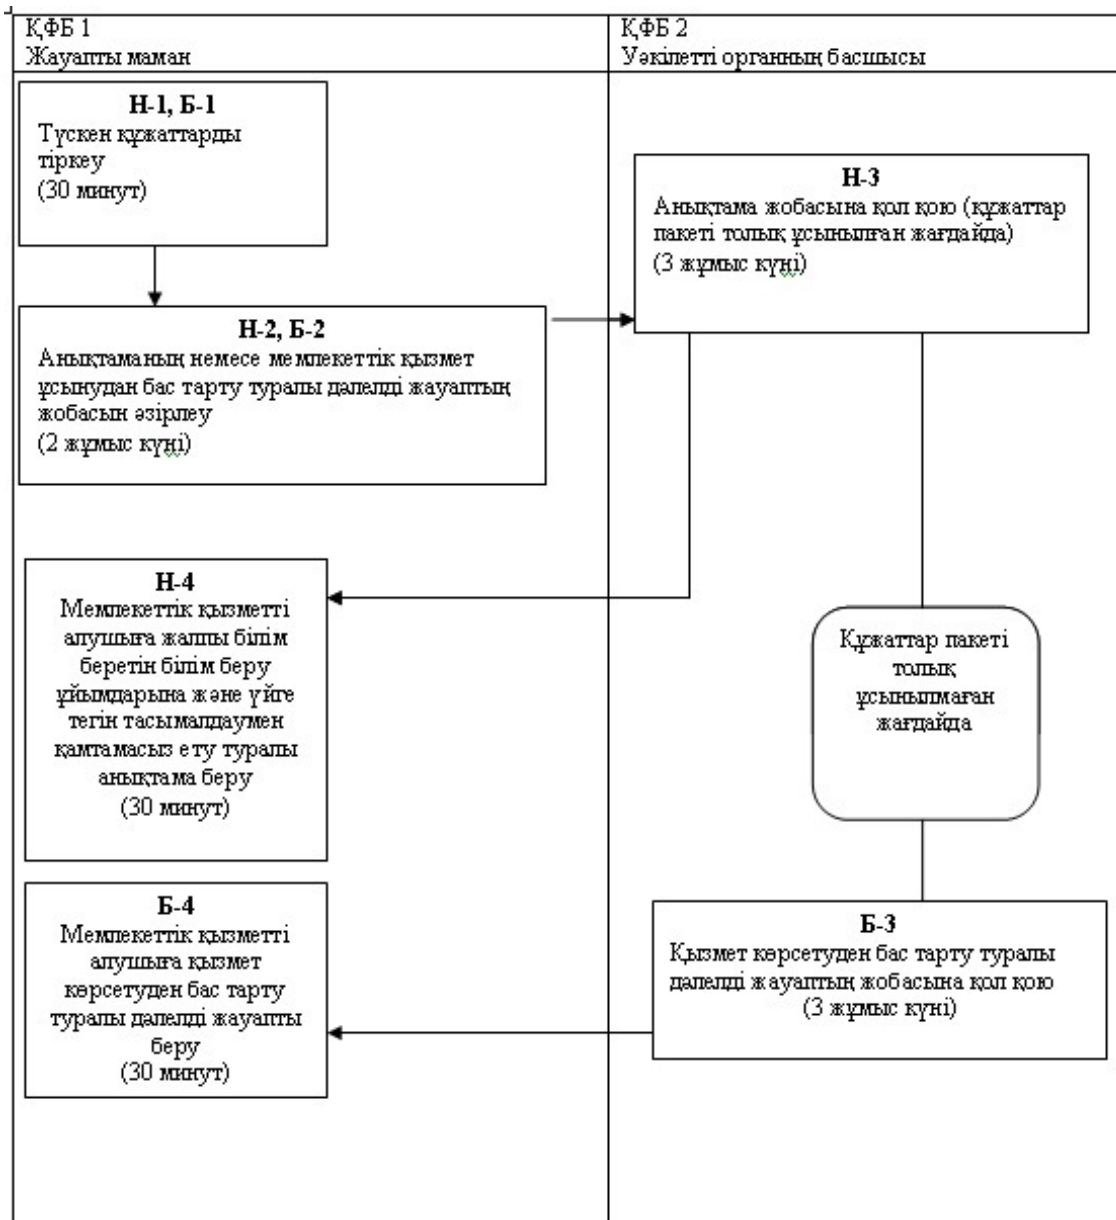 ҚФБ 1
Жауапты маман
ҚФБ 2
Уәкілетті органның басшысы
Н-1, Б-1
Түскен құжаттарды
тіркеу
(30 минут)
Н-3
Анықтама жобасына қол қою (құжаттар
пакеті толық ұсынылған жағдайда)
(3 жұмыс күні)
Н-2, Б-2
Анықтаманың немесе мемлекеттік қызмет
ұсынудан бас тарту туралы дәлелді жауаптың
жобасын әзірлеу
(2 жұмыс күні)
Н-4
Мемлекеттік қызметті
алушыға жалпы білім
беретін білім беру
ұйымдарына және үйге
тегін тасымалдаумен
қамтамасыз ету туралы
анықтама беру
(30 минут)
Құжаттар пакеті
толық
ұсынылмаған
жағдайда
Б-4
Мемлекеттік қызметті
алушыға қызмет
көрсетуден бас тарту
туралы дәлелді жауапты
беру
(30 минут)
Б-3
Қызмет көрсетуден бас тарту туралы
дәлелді жауаптың жобасына қол қою
(3 жұмыс күні)